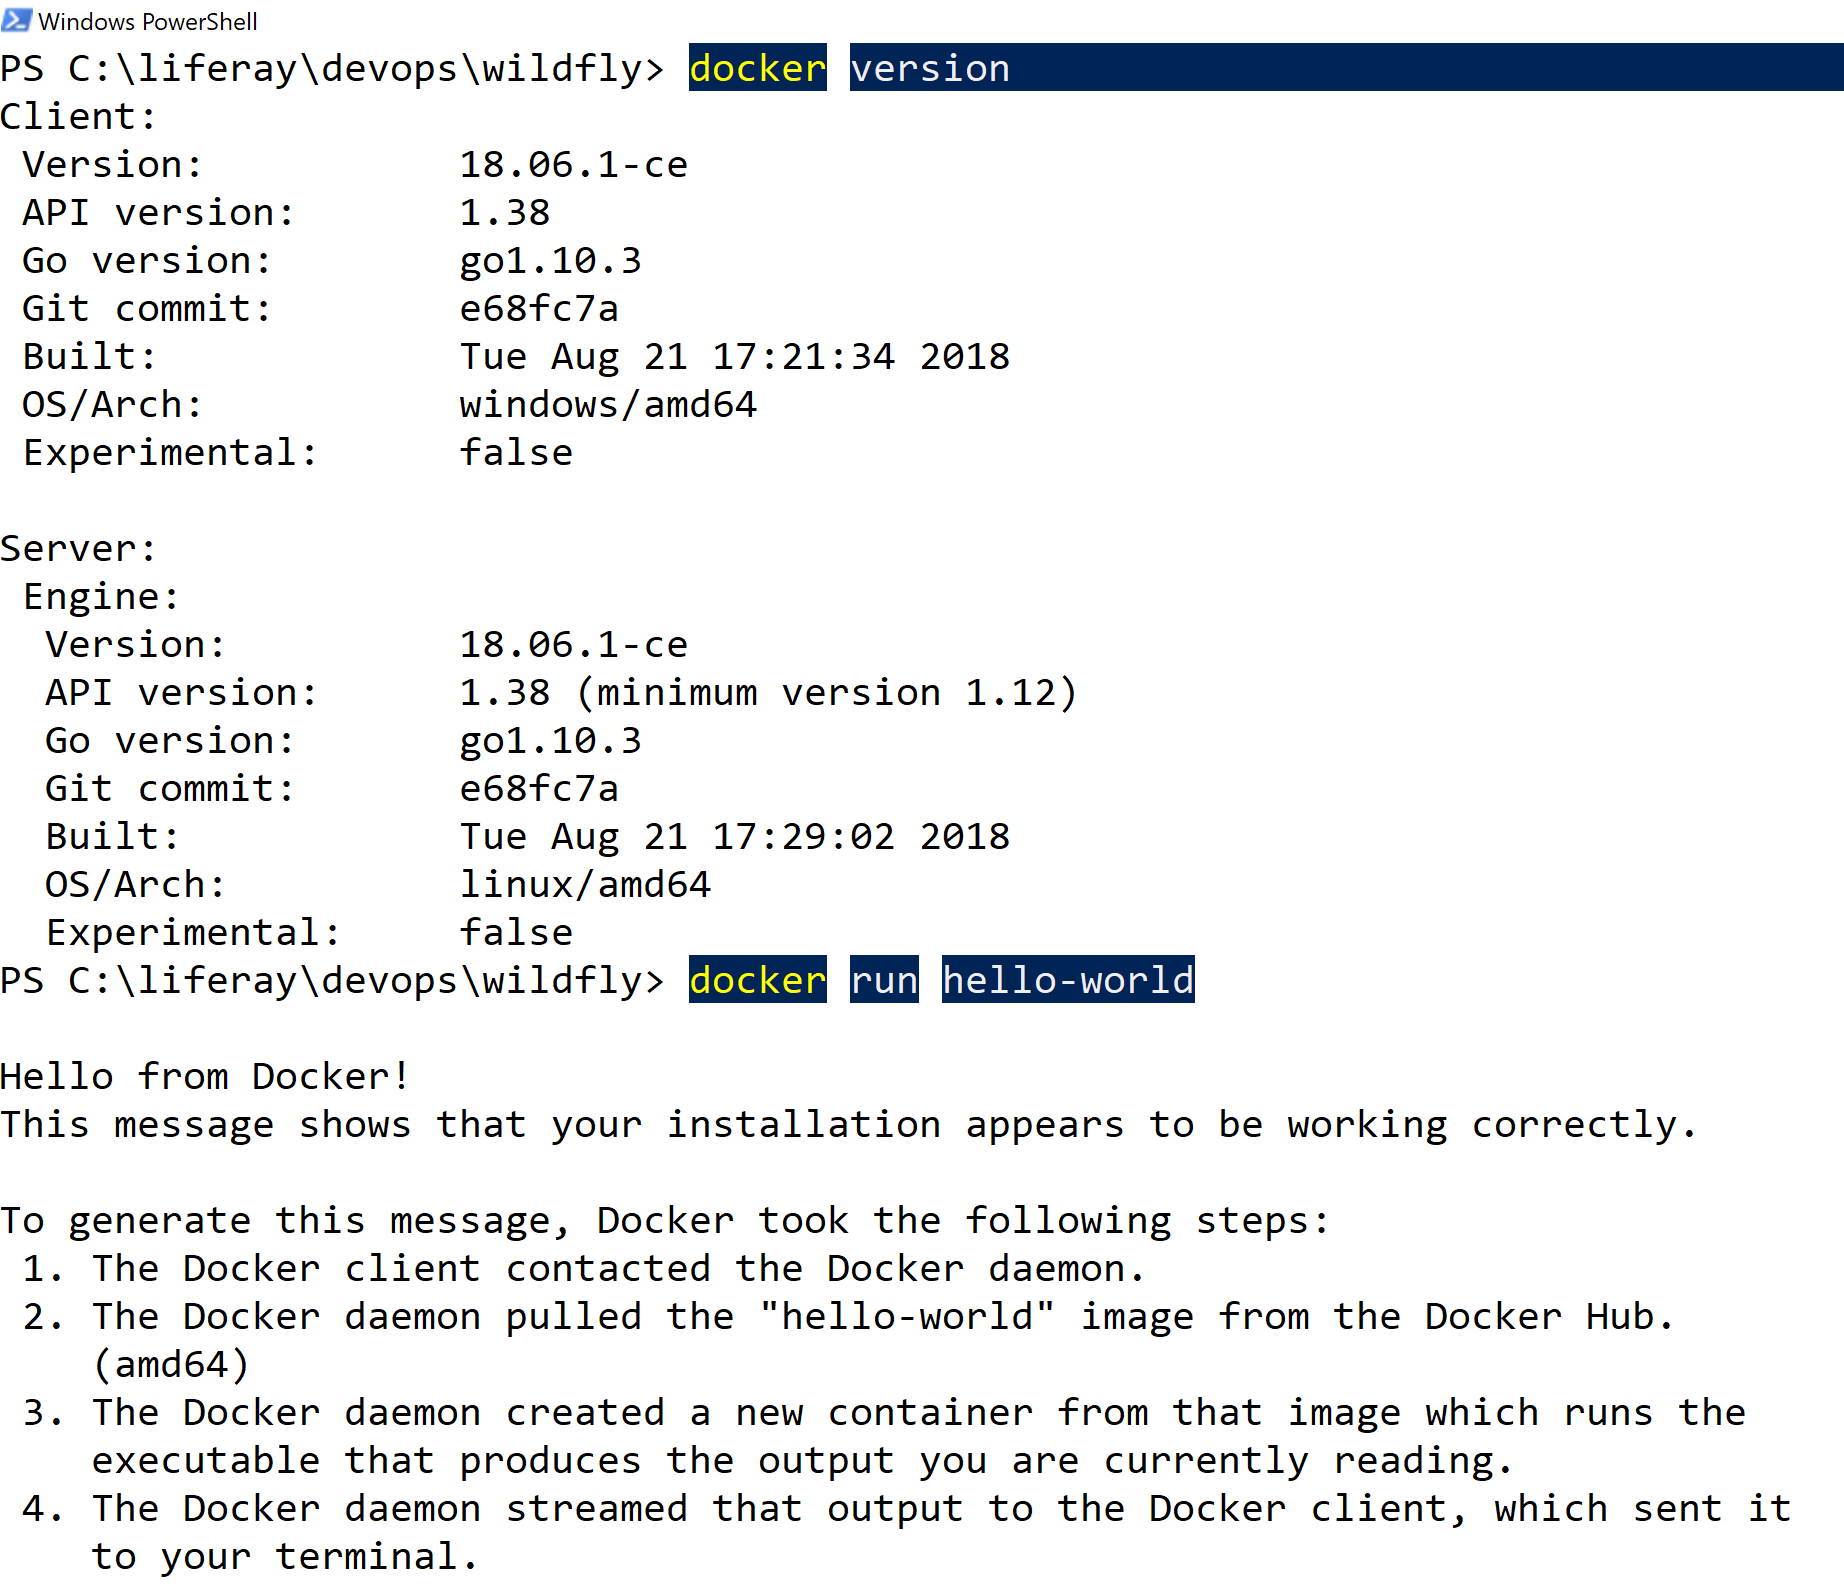 Windows PowerShell
PS C:\liferay\devops\wildfly> docker version
Client:
 Version:           18.06.1-ce
 API version:       1.38
 Go version:        go1.10.3
 Git commit:        e68fc7a
 Built:             Tue Aug 21 17:21:34 2018
 OS/Arch:           windows/amd64
 Experimental:      false

Server:
 Engine:
  Version:          18.06.1-ce
  API version:      1.38 (minimum version 1.12)
  Go version:       go1.10.3
  Git commit:       e68fc7a
  Built:            Tue Aug 21 17:29:02 2018
  OS/Arch:          linux/amd64
  Experimental:     false
PS C:\liferay\devops\wildfly> docker run hello-world

Hello from Docker!
This message shows that your installation appears to be working correctly.

To generate this message, Docker took the following steps:
 1. The Docker client contacted the Docker daemon.
 2. The Docker daemon pulled the "hello-world" image from the Docker Hub.
    (amd64)
 3. The Docker daemon created a new container from that image which runs the
    executable that produces the output you are currently reading.
 4. The Docker daemon streamed that output to the Docker client, which sent it
    to your terminal.